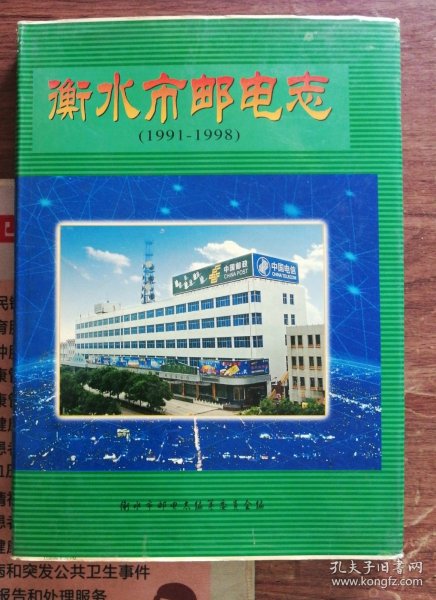 衡水市邮电志
(1991-1998)
中国邮政
CHINA POST
中国电信
CHINA TELECOM
衡水市邮电志编纂委员会编
病和突发公共卫生事件
报告和处理服务
孔夫子旧书网
www.kongfz.com